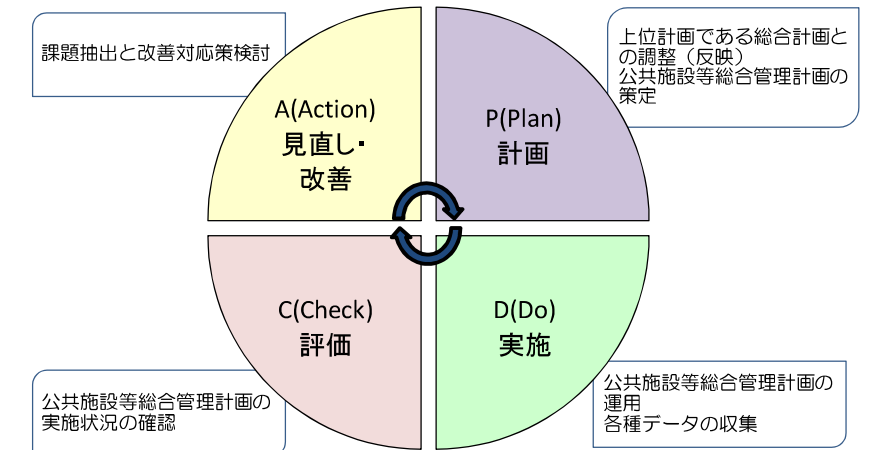 課題抽出と改善対応策検討
上位計画である総合計画と
の調整（反映）
公共施設等総合管理計画の
策定
A(Action)
見直し・
改善
P(Plan)
計画
C(Check)
評価
D(Do)
実施
公共施設等総合管理計画の
実施状況の確認
公共施設等総合管理計画の
運用
各種データの収集